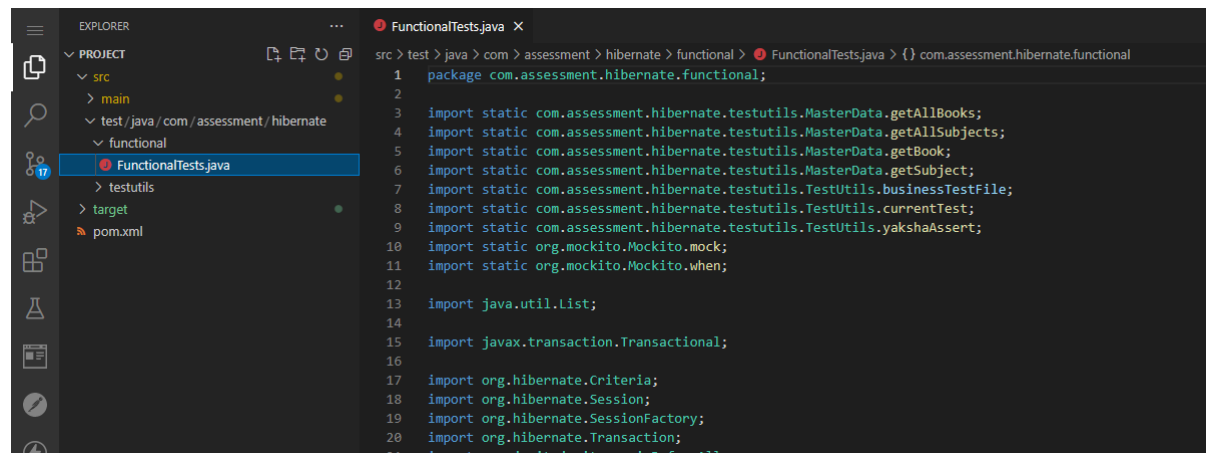 EXPLORER
PROJECT
src
main
test/java/com/assessment/hibernate
functional
FunctionalTests.java
testutils
target
pom.xml
17
FunctionalTests.java
src > test > java > com > assessment > hibernate > functional > FunctionalTests.java > {} com.assessment.hibernate.functional
1 package com.assessment.hibernate.functional;
2
3 import static com.assessment.hibernate.testutils.MasterData.getAllBooks;
4 import static com.assessment.hibernate.testutils.MasterData.getAllSubjects;
5 import static com.assessment.hibernate.testutils.MasterData.getBook;
6 import static com.assessment.hibernate.testutils.MasterData.getSubject;
7 import static com.assessment.hibernate.testutils.TestUtils.businessTestFile;
8 import static com.assessment.hibernate.testutils.TestUtils.currentTest;
9 import static com.assessment.hibernate.testutils.TestUtils.yakshaAssert;
10 import static org.mockito.Mockito.mock;
11 import static org.mockito.Mockito.when;
12
13 import java.util.List;
14
15 import javax.transaction.Transactional;
16
17 import org.hibernate.Criteria;
18 import org.hibernate.Session;
19 import org.hibernate.SessionFactory;
20 import org.hibernate.Transaction;